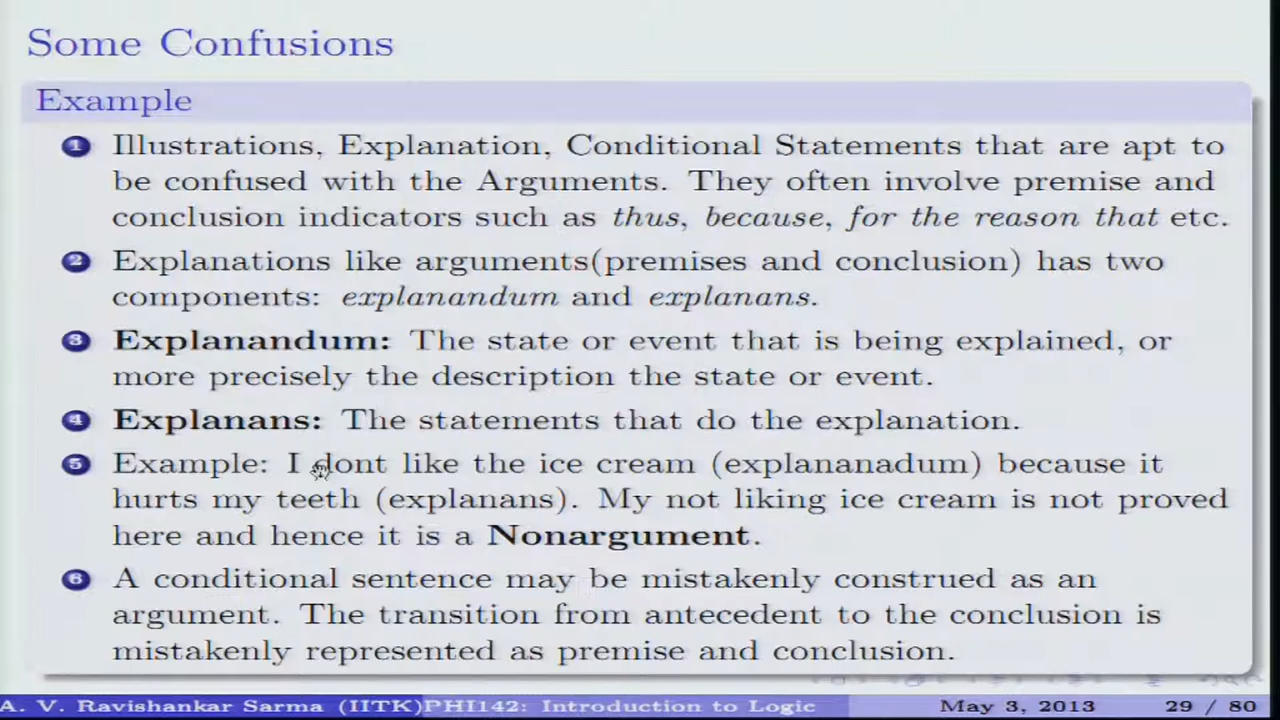 Some Confusions
Example
1 Illustrations, Explanation, Conditional Statements that are apt to
be confused with the Arguments. They often involve premise and
conclusion indicators such as thus, because, for the reason that etc.
2 Explanations like arguments(premises and conclusion) has two
components: explanandum and explanans.
3 Explanandum: The state or event that is being explained, or
more precisely the description the state or event.
4 Explanans: The statements that do the explanation.
5 Example: I dont like the ice cream (explananadum) because it
hurts my teeth (explanans). My not liking ice cream is not proved
here and hence it is a Nonargument.
6 A conditional sentence may be mistakenly construed as an
argument. The transition from antecedent to the conclusion is
mistakenly represented as premise and conclusion.
A. V. Ravishankar Sarma (IITK) PHI142: Introduction to Logic May 3, 2013 29 / 80